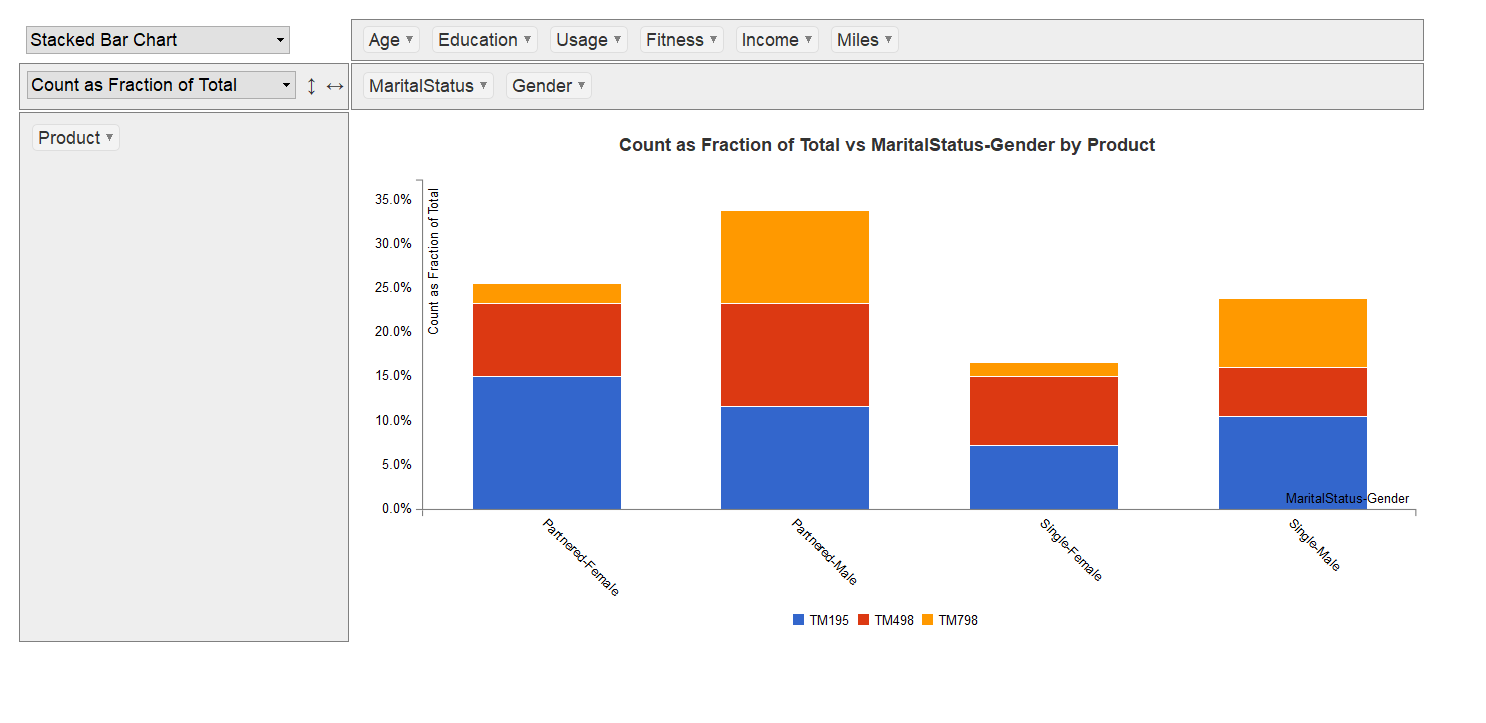 Stacked Bar Chart
Age ▾ Education ▾ Usage ▾ Fitness ▾ Income ▾ Miles ▾
Count as Fraction of Total ↕ ↔
MaritalStatus ▾ Gender ▾
Product ▾
Count as Fraction of Total vs MaritalStatus-Gender by Product
Count as Fraction of Total
35.0%
30.0%
25.0%
20.0%
15.0%
10.0%
5.0%
0.0%
MaritalStatus-Gender
Partnered-Female
Partnered-Male
Single-Female
Single-Male
TM195 TM498 TM798